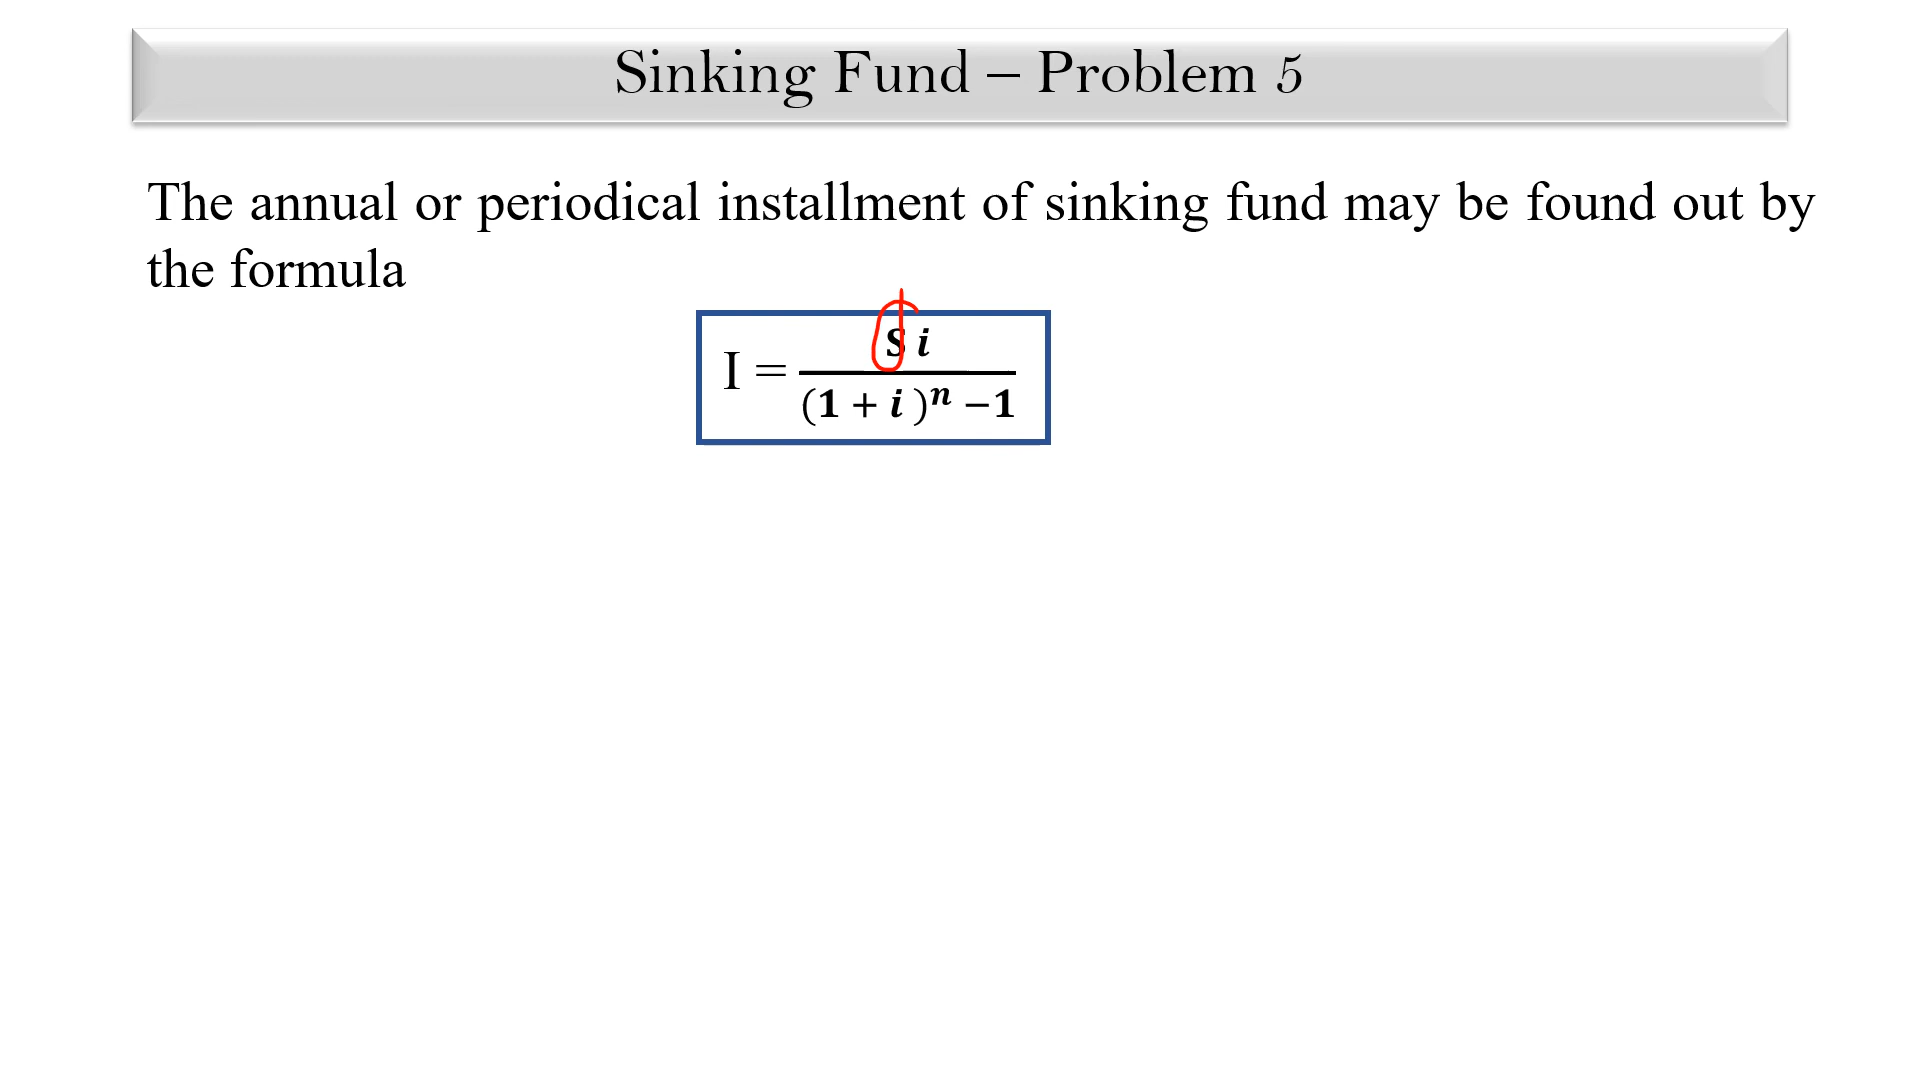 Sinking Fund – Problem 5
The annual or periodical installment of sinking fund may be found out by
the formula
I = S i / (1 + i )^n −1